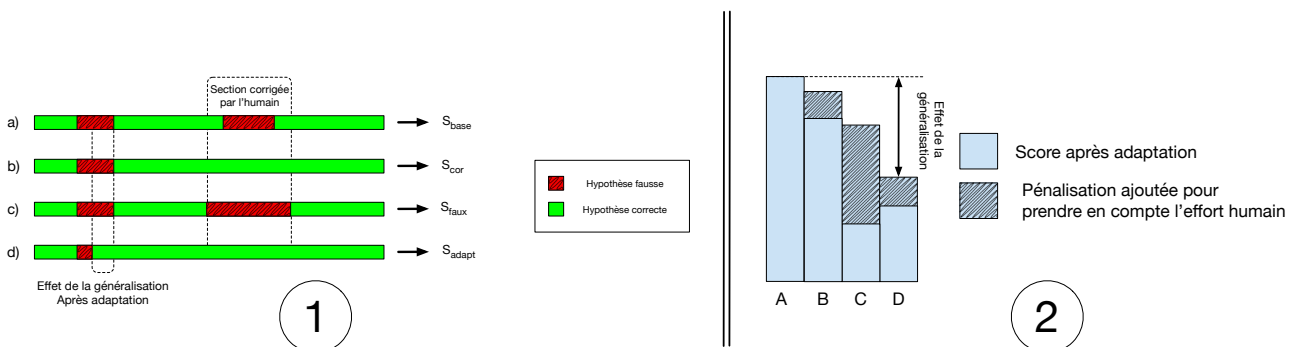 Section corrigée
par l'humain
a)
S_base
b)
S_cor
c)
S_faux
d)
S_adapt
Effet de la généralisation
Après adaptation
Hypothèse fausse
Hypothèse correcte
1
Effet de la
généralisation
A B C D
Score après adaptation
Pénalisation ajoutée pour
prendre en compte l'effort humain
2